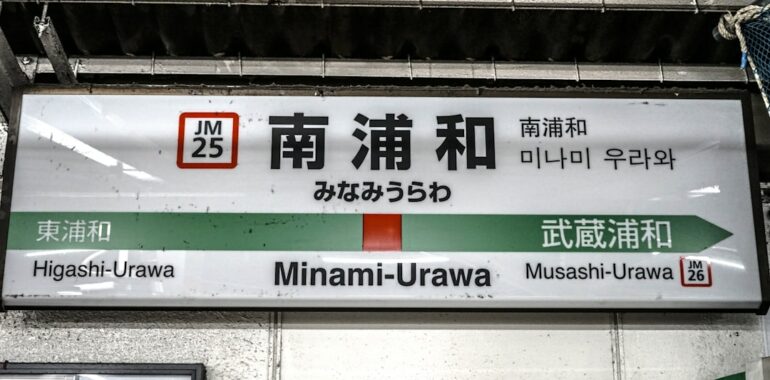 JM
25
南浦和
南浦和
미나미 우라와
みなみうらわ
東浦和
武蔵浦和
Higashi-Urawa
Minami-Urawa
Musashi-Urawa
JM
26